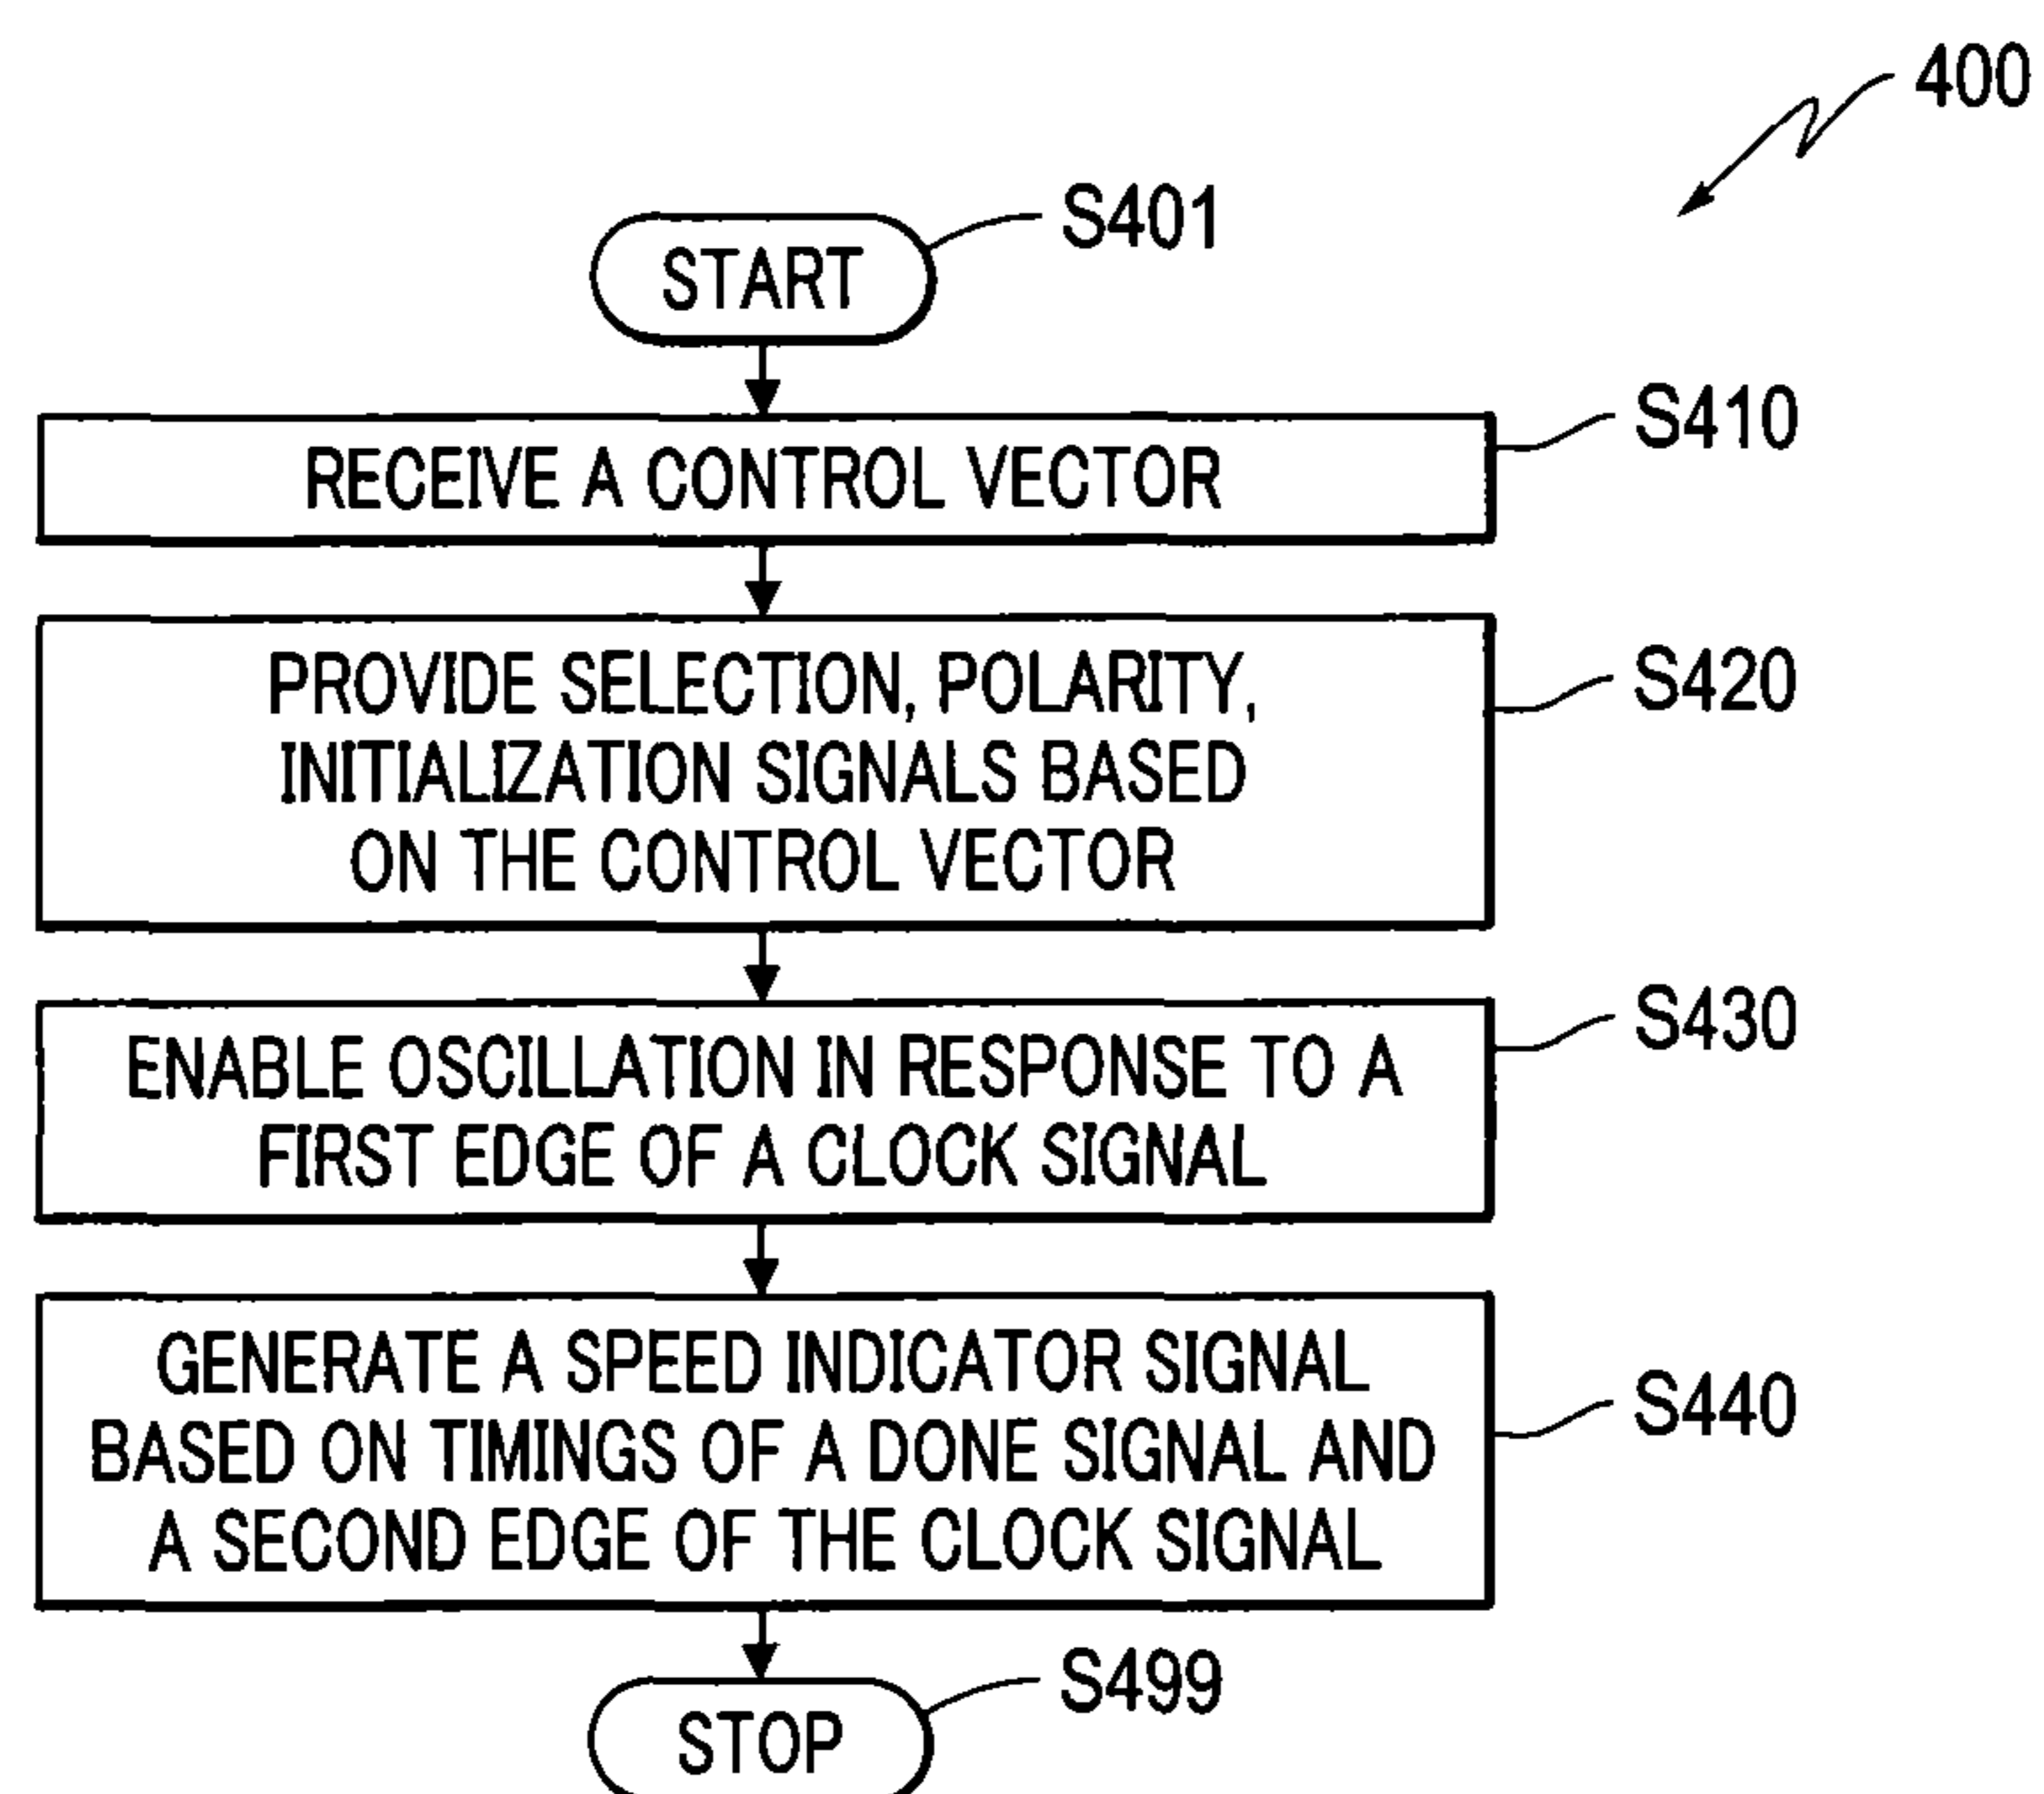 400
START
S401
RECEIVE A CONTROL VECTOR
S410
PROVIDE SELECTION, POLARITY,
INITIALIZATION SIGNALS BASED
ON THE CONTROL VECTOR
S420
ENABLE OSCILLATION IN RESPONSE TO A
FIRST EDGE OF A CLOCK SIGNAL
S430
GENERATE A SPEED INDICATOR SIGNAL
BASED ON TIMINGS OF A DONE SIGNAL AND
A SECOND EDGE OF THE CLOCK SIGNAL
S440
STOP
S499